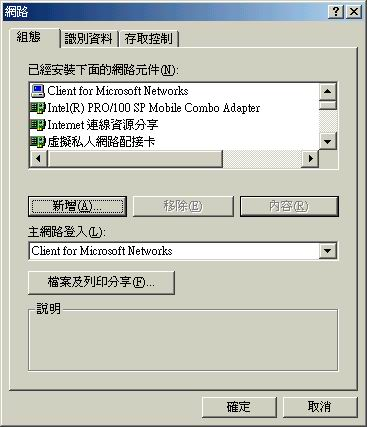 網路
組態 識別資料 存取控制
已經安裝下面的網路元件(N):
Client for Microsoft Networks
Intel(R) PRO/100 SP Mobile Combo Adapter
Internet 連線資源分享
虛擬私人網路配接卡
新增(A)... 移除(E) 內容(R)
主網路登入(L):
Client for Microsoft Networks
檔案及列印分享(F)...
說明
確定 取消